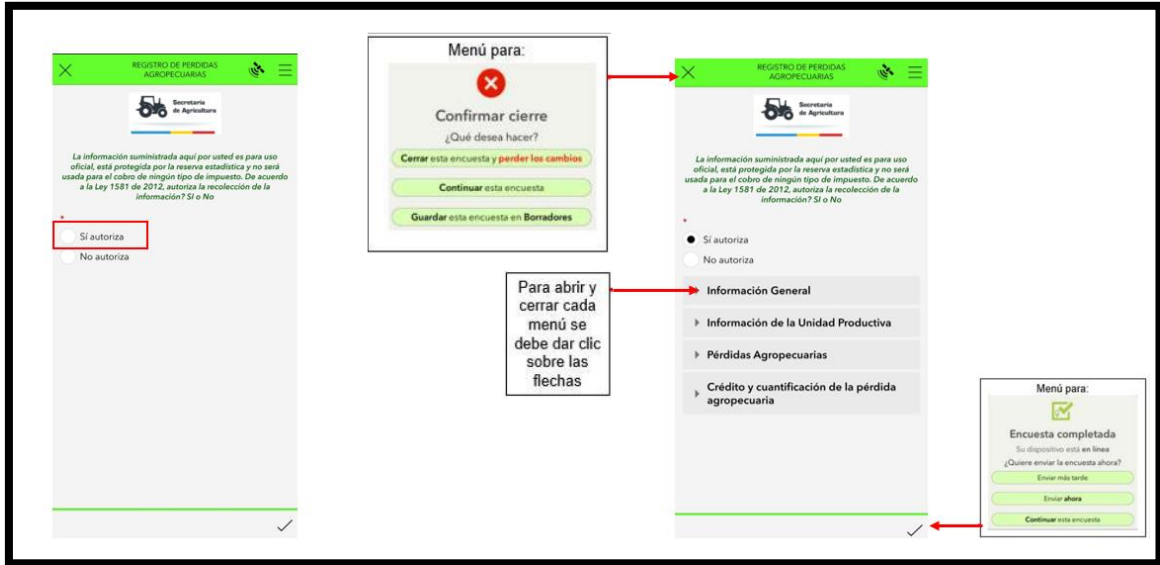 REGISTRO DE PERDIDAS
AGROPECUARIAS
Secretaría
de Agricultura
La información suministrada aquí por usted es para uso
oficial, está protegida por la reserva estadística y no será
usada para el cobro de ningún tipo de impuesto. De acuerdo
a la Ley 1581 de 2012, autoriza la recolección de la
información? SI o No
*
Sí autoriza
No autoriza
Menú para:
Confirmar cierre
¿Qué desea hacer?
Cerrar esta encuesta y perder los cambios
Continuar esta encuesta
Guardar esta encuesta en Borradores
Para abrir y
cerrar cada
menú se
debe dar clic
sobre las
flechas
REGISTRO DE PERDIDAS
AGROPECUARIAS
Secretaría
de Agricultura
La información suministrada aquí por usted es para uso
oficial, está protegida por la reserva estadística y no será
usada para el cobro de ningún tipo de impuesto. De acuerdo
a la Ley 1581 de 2012, autoriza la recolección de la
información? SI o No
*
Sí autoriza
No autoriza
Información General
Información de la Unidad Productiva
Pérdidas Agropecuarias
Crédito y cuantificación de la pérdida
agropecuaria
Menú para:
Encuesta completada
Su dispositivo está en línea
¿Quiere enviar la encuesta ahora?
Enviar más tarde
Enviar ahora
Continuar esta encuesta